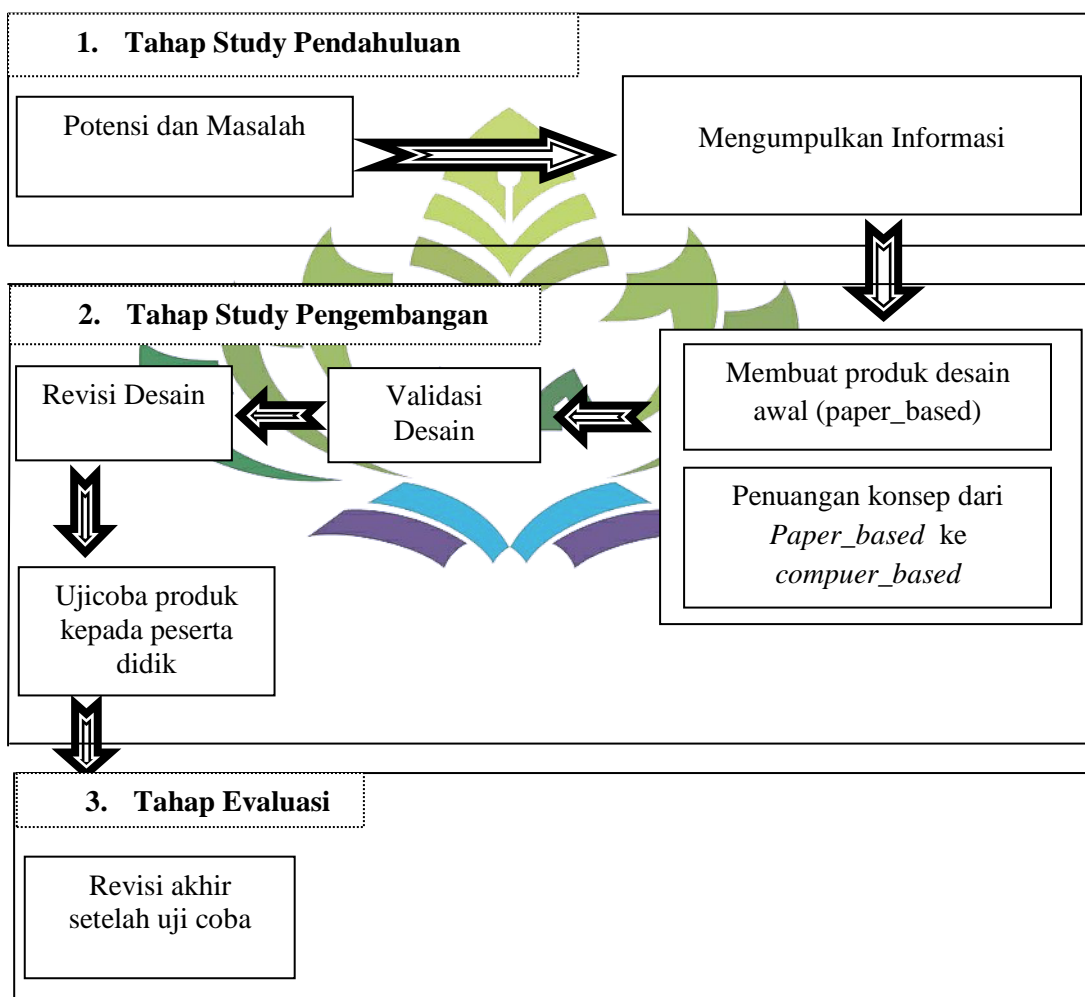 1. Tahap Study Pendahuluan
Potensi dan Masalah
Mengumpulkan Informasi
2. Tahap Study Pengembangan
Membuat produk desain
awal (paper_based)
Penuangan konsep dari
Paper_based ke
compuer_based
Validasi
Desain
Revisi Desain
Ujicoba produk
kepada peserta
didik
3. Tahap Evaluasi
Revisi akhir
setelah uji coba